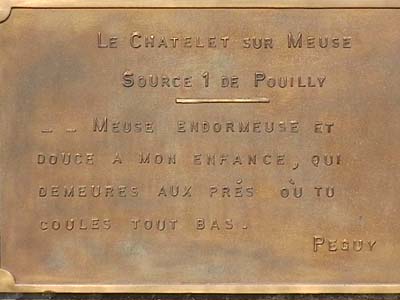 Le Chatelet sur Meuse
Source 1 de Pouilly
_ _ Meuse endormeuse et
douce a mon enfance, qui
demeures aux prés où tu
coules tout bas.
Peguy